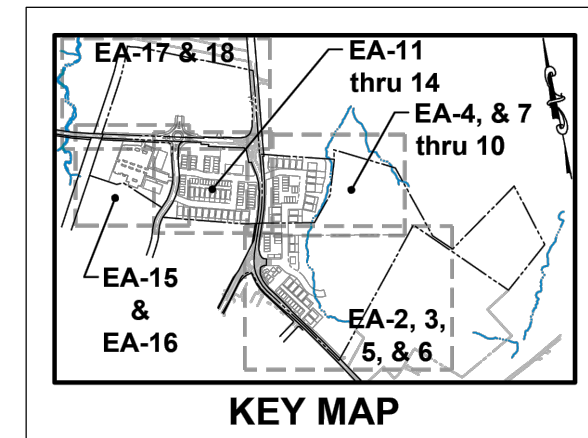 EA-17 & 18
EA-11
thru 14
EA-4, & 7
thru 10
EA-15
&
EA-16
EA-2, 3,
5, & 6
KEY MAP